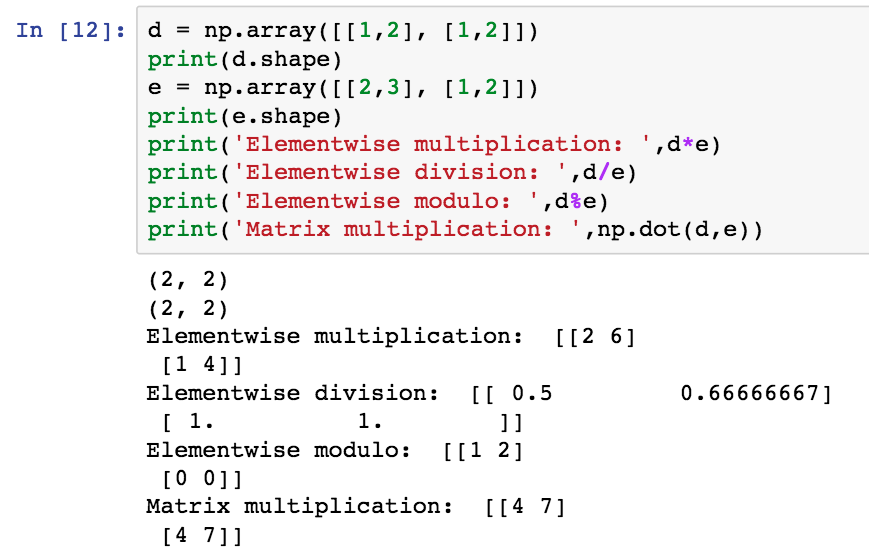 In [12]: d = np.array([[1,2], [1,2]])
print(d.shape)
e = np.array([[2,3], [1,2]])
print(e.shape)
print('Elementwise multiplication: ',d*e)
print('Elementwise division: ',d/e)
print('Elementwise modulo: ',d%e)
print('Matrix multiplication: ',np.dot(d,e))
(2, 2)
(2, 2)
Elementwise multiplication:  [[2 6]
 [1 4]]
Elementwise division:  [[ 0.5         0.66666667]
 [ 1.          1.        ]]
Elementwise modulo:  [[1 2]
 [0 0]]
Matrix multiplication:  [[4 7]
 [4 7]]